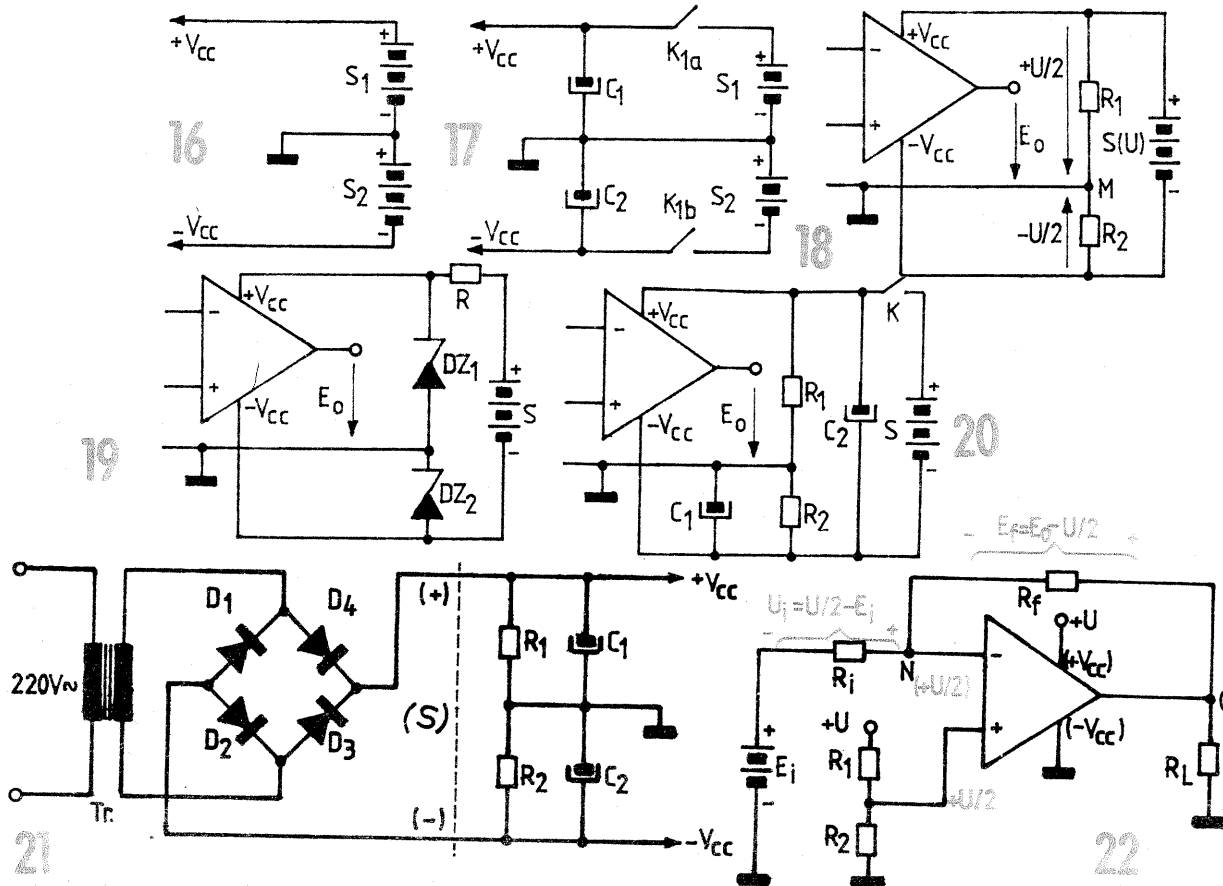 +VCC
+
S1
-
16
+
S2
-
-VCC
+VCC
K1a
+
C1
S1
-
17
+
C2
S2
K1b
-
-VCC
+VCC
-
+U/2
R1
+
+
-VCC
E0
S(U)
-
M
-U/2
R2
18
+VCC
R
-
DZ1
+
+
-VCC
E0
S
-
19
DZ2
+VCC
K
-
R1
+
+
-VCC
E0
C2
S
-
20
C1
R2
D1
D4
(+)
+VCC
R1
C1
220V~
(S)
D2
D3
R2
C2
Tr.
(-)
-VCC
21
- Ef=E0-U/2 +
Rf
Ui=U/2-Ei
- +
+U
Ri
N
-
(+VCC)
(+U/2)
+U
+
(-VCC)
(
+
Ei
-
R1
+U/2
RL
R2
22